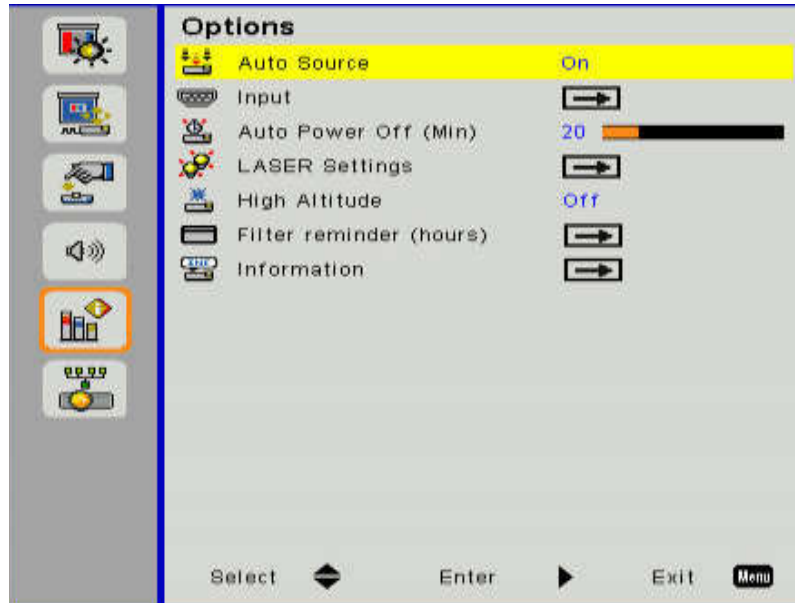 Options
Auto Source On
Input
Auto Power Off (Min) 20
LASER Settings
High Altitude Off
Filter reminder (hours)
Information
Select Enter Exit Menu